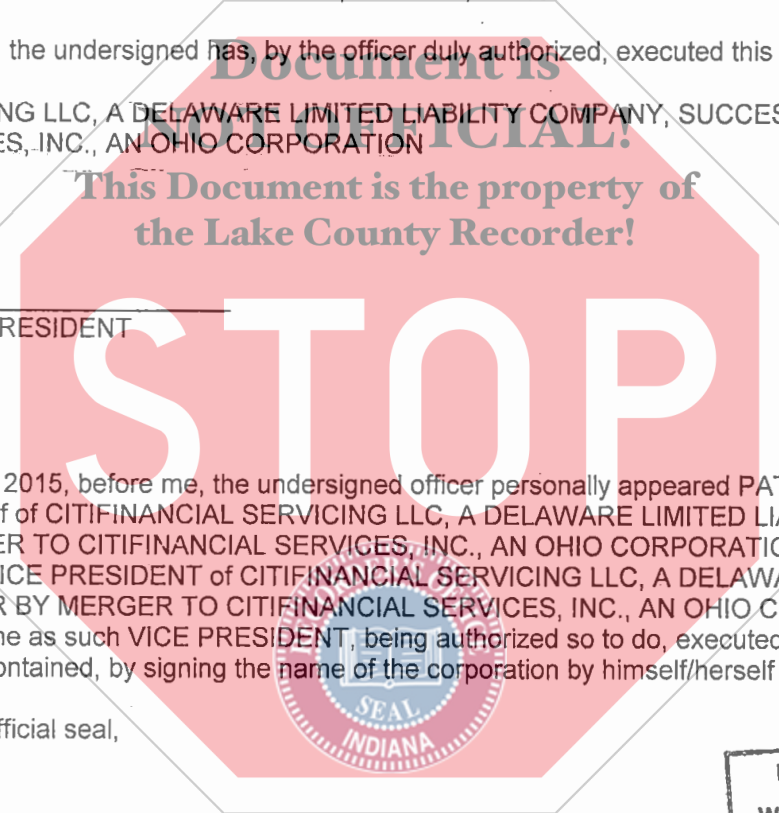 the undersigned has, by the officer duly authorized, executed this
Document is
NG LLC, A DELAWARE LIMITED LIABILITY COMPANY, SUCCES
NOT OFFICIAL!
ES, INC., AN OHIO CORPORATION
This Document is the property of
the Lake County Recorder!
RESIDENT
STOP
2015, before me, the undersigned officer personally appeared PAT
f of CITIFINANCIAL SERVICING LLC, A DELAWARE LIMITED LIA
ER TO CITIFINANCIAL SERVICES, INC., AN OHIO CORPORATIO
ICE PRESIDENT of CITIFINANCIAL SERVICING LLC, A DELAWA
R BY MERGER TO CITIFINANCIAL SERVICES, INC., AN OHIO C
ne as such VICE PRESIDENT, being authorized so to do, executed
ontained, by signing the name of the corporation by himself/herself
RECORDER'S OFFICE
SEAL
INDIANA
fficial seal,